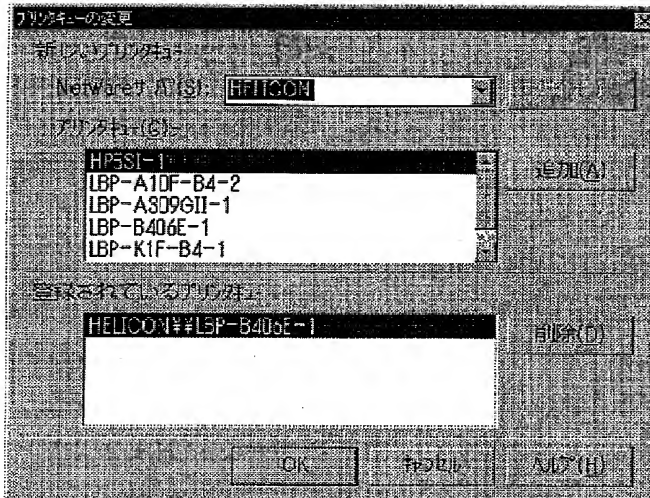 プリンタキューの変更
新しいプリンタキュー
NetWareサーバ(S):
HELICON
プリンタキュー(C):
HP5SI-1
LBP-A1DF-B4-2
LBP-A3D9GII-1
LBP-B406E-1
LBP-K1F-B4-1
追加(A)
登録されているプリンタキュー
HELICON¥¥LBP-B406E-1
削除(D)
OK
キャンセル
ヘルプ(H)